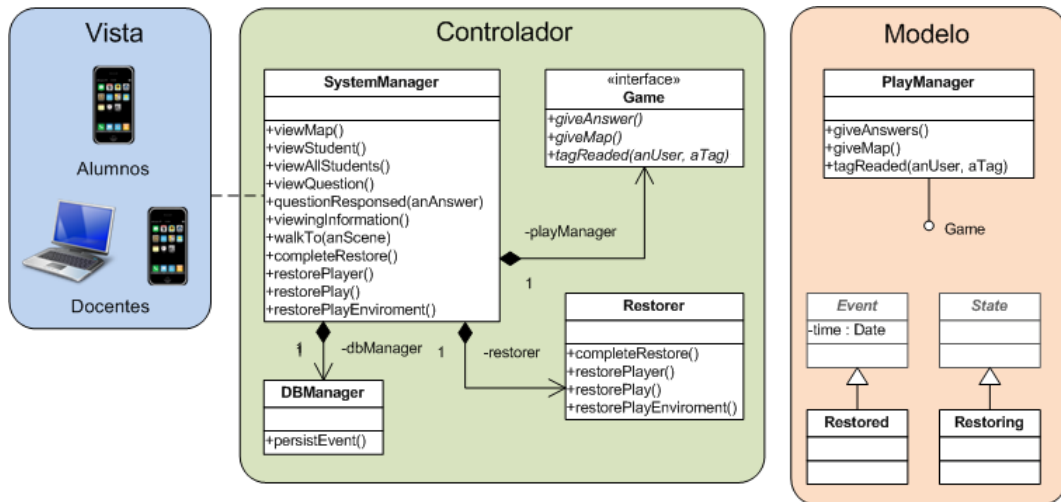 Vista
Alumnos
Docentes
Controlador
SystemManager
+viewMap()
+viewStudent()
+viewAllStudents()
+viewQuestion()
+questionResponsed(anAnswer)
+viewingInformation()
+walkTo(anScene)
+completeRestore()
+restorePlayer()
+restorePlay()
+restorePlayEnviroment()
«interface»
Game
+giveAnswer()
+giveMap()
+tagReaded(anUser, aTag)
-playManager
1
1
-dbManager
1
-restorer
DBManager
+persistEvent()
Restorer
+completeRestore()
+restorePlayer()
+restorePlay()
+restorePlayEnviroment()
Modelo
PlayManager
+giveAnswers()
+giveMap()
+tagReaded(anUser, aTag)
Game
Event
-time : Date
State
Restored
Restoring